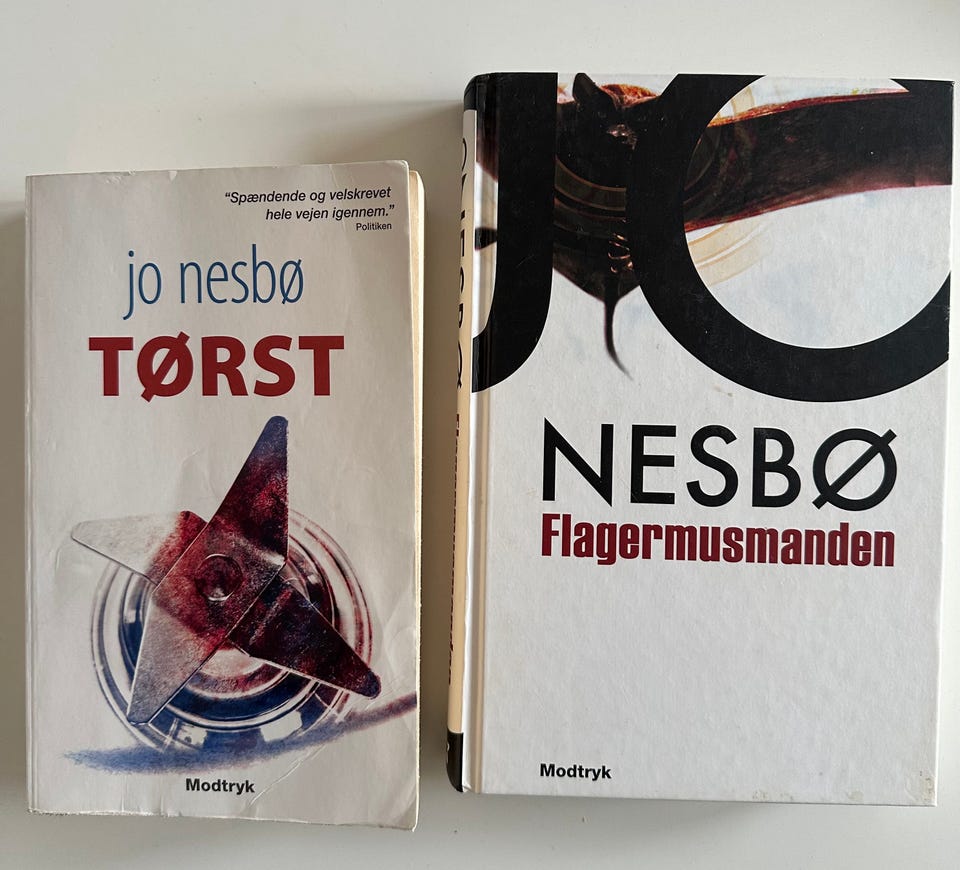 “Spændende og velskrevet
hele vejen igennem.”
Politiken
jo nesbø
TØRST
Modtryk
JO
NESBØ
Flagermusmanden
Modtryk